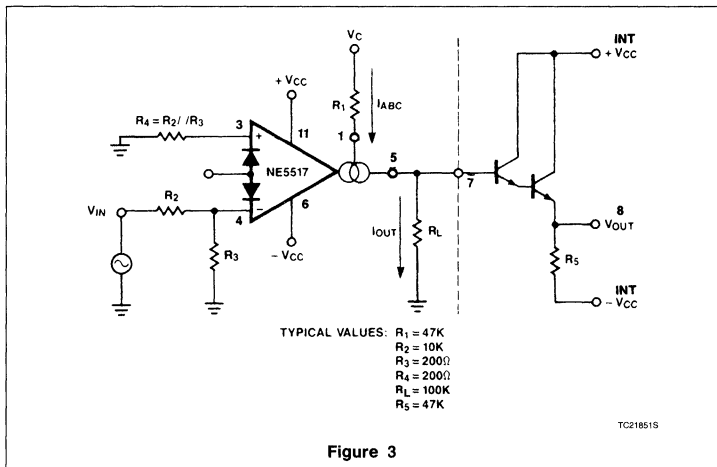 INT
VC
+ VCC
+ VCC
R1
IABC
R4 = R2//R3
3
11
1
+
5
NE5517
7
R2
6
8
VIN
4
−
VOUT
IOUT
RL
R3
R5
− VCC
INT
− VCC
TYPICAL VALUES: R1 = 47K
R2 = 10K
R3 = 200Ω
R4 = 200Ω
RL = 100K
R5 = 47K
TC21851S
Figure 3